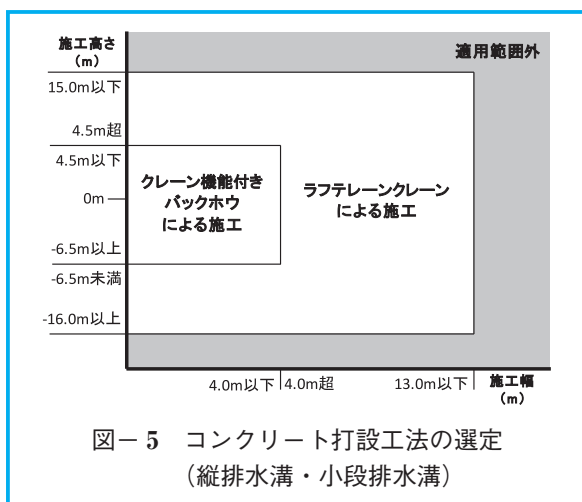 施工高さ
(m)
適用範囲外
15.0m以下
4.5m超
4.5m以下
クレーン機能付き
バックホウ
による施工
ラフテレーンクレーン
による施工
0m
-6.5m以上
-6.5m未満
-16.0m以上
4.0m以下
4.0m超
13.0m以下
施工幅
(m)
図−5 コンクリート打設工法の選定
(縦排水溝・小段排水溝)